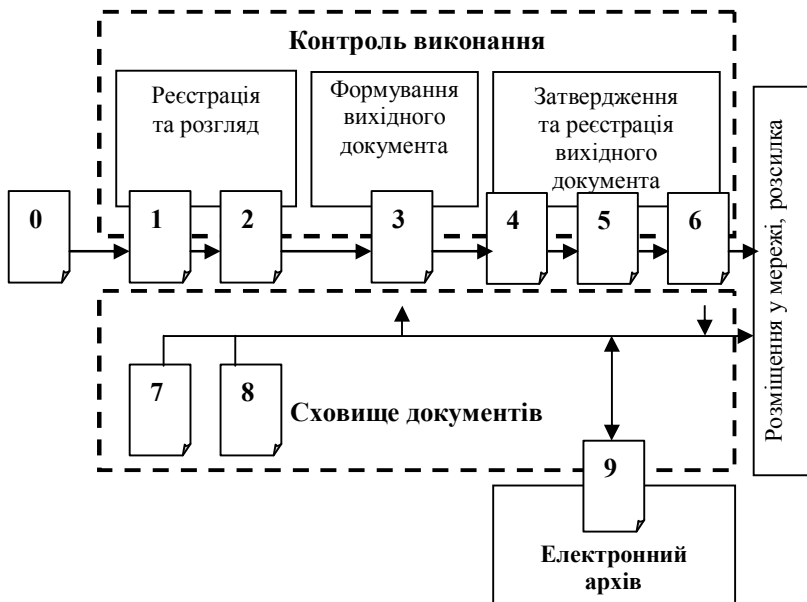 Контроль виконання
Реєстрація
та розгляд
Формування
вихідного
документа
Затвердження
та реєстрація
вихідного
документа
0
1
2
3
4
5
6
Розміщення у мережі, розсилка
7
8
Сховище документів
9
Електронний
архів